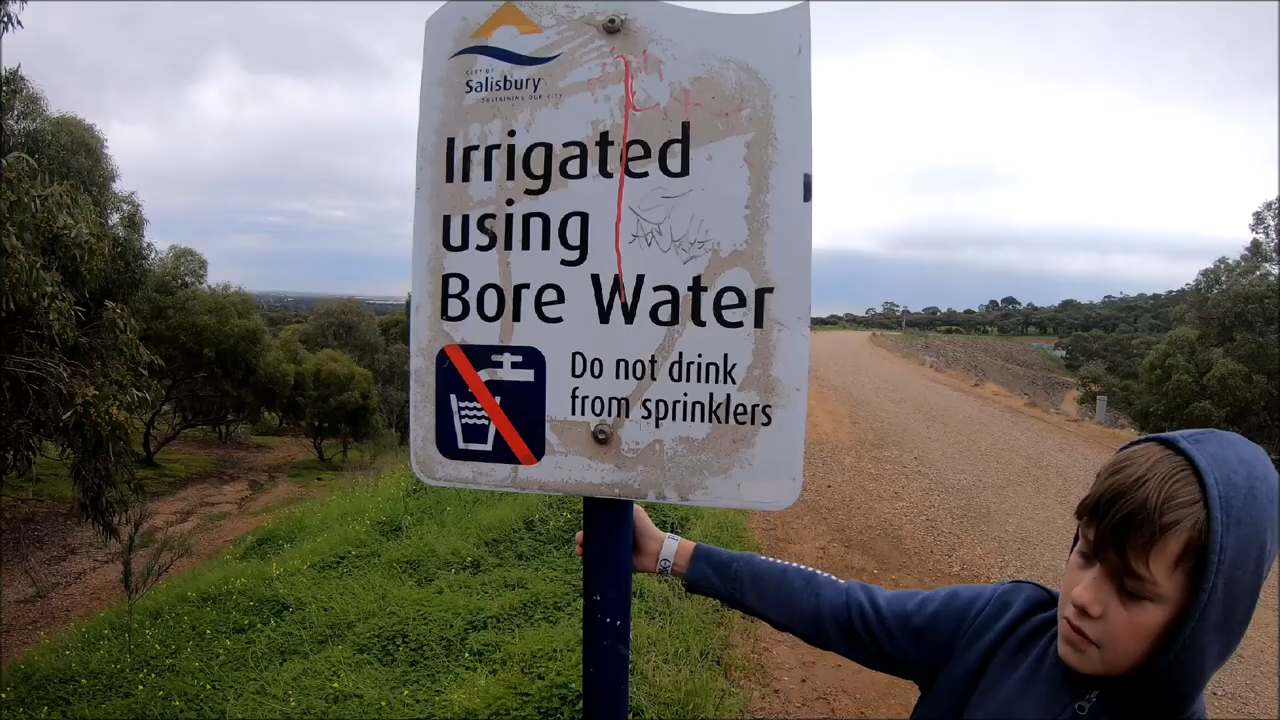 CITY OF
Salisbury
SUSTAINING OUR CITY
Irrigated
using
Bore Water
Do not drink
from sprinklers